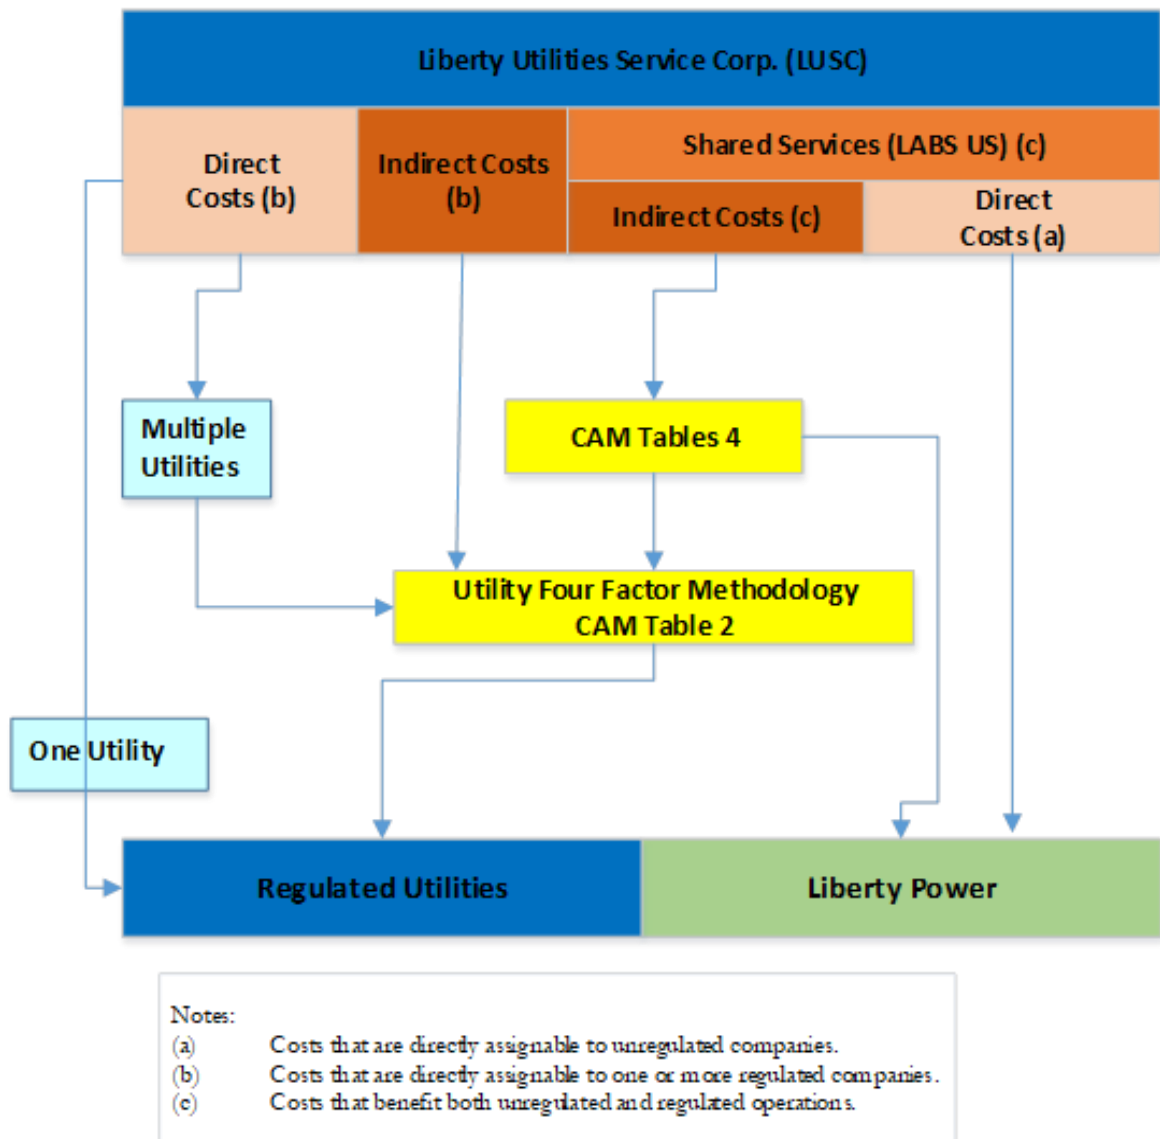 Liberty Utilities Service Corp. (LUSC)
Direct
Costs (b)
Indirect Costs
(b)
Shared Services (LABS US) (c)
Indirect Costs (c)
Direct
Costs (a)
Multiple
Utilities
CAM Tables 4
Utility Four Factor Methodology
CAM Table 2
One Utility
Regulated Utilities
Liberty Power
Notes:
(a) Costs that are directly assignable to unregulated companies.
(b) Costs that are directly assignable to one or more regulated companies.
(c) Costs that benefit both unregulated and regulated operations.